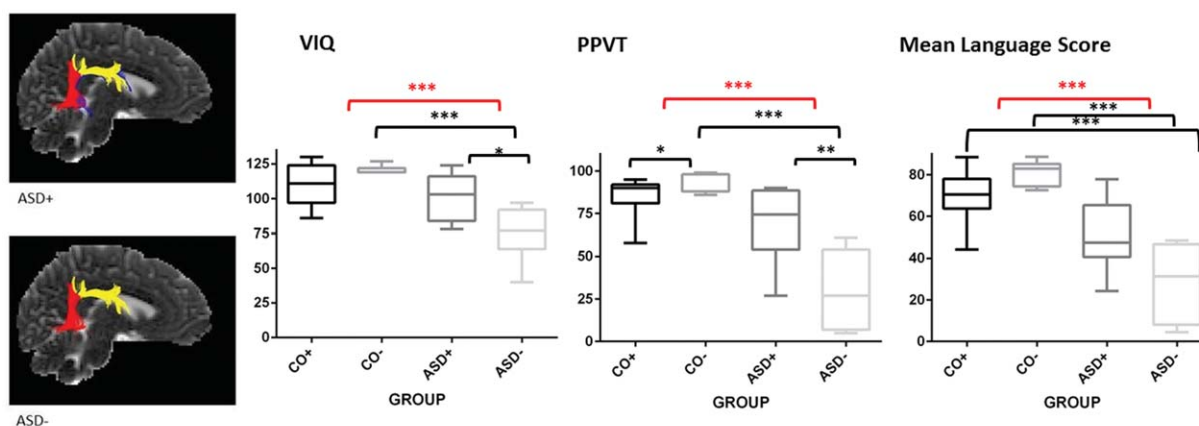 ASD+
ASD-
VIQ
***
***
*
125
100
75
50
25
0
CO+
CO-
ASD+
ASD-
GROUP
PPVT
***
***
*
**
100
75
50
25
0
CO+
CO-
ASD+
ASD-
GROUP
Mean Language Score
***
***
***
80
60
40
20
0
CO+
CO-
ASD+
ASD-
GROUP